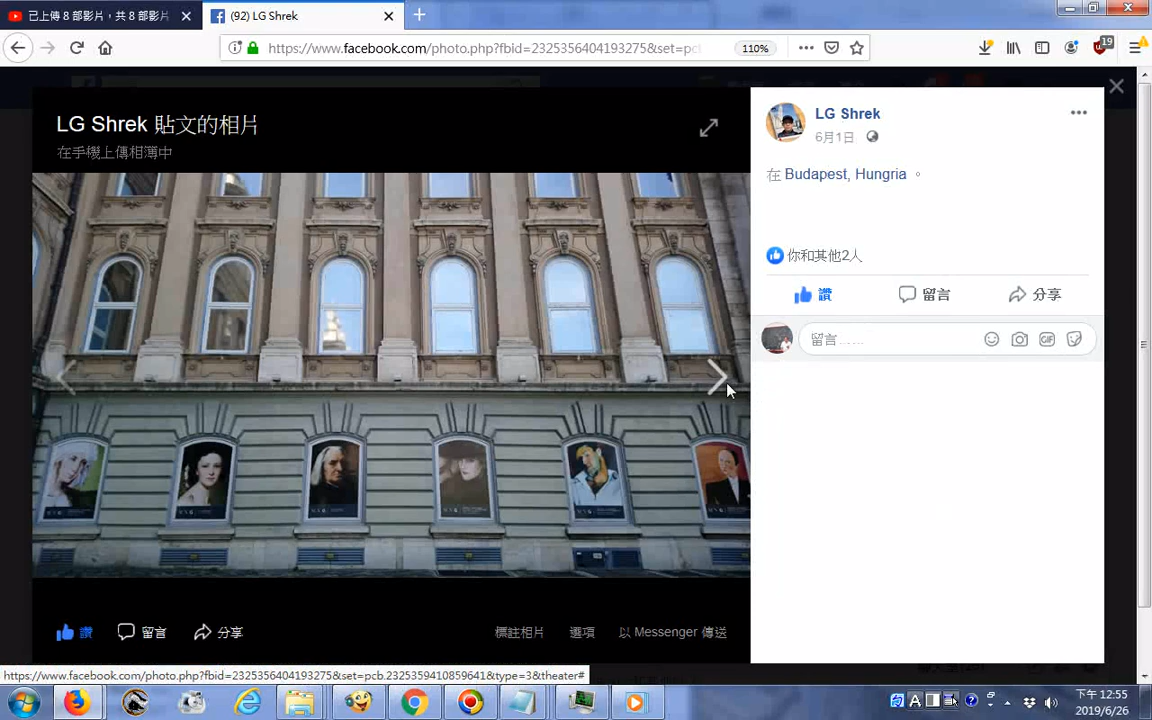 已上傳 8 部影片，共 8 部影片
(92) LG Shrek
https://www.facebook.com/photo.php?fbid=2325356404193275&set=pc
110%
19
LG Shrek 貼文的相片
在手機上傳相簿中
LG Shrek
6月1日
在 Budapest, Hungria 。
你和其他2人
讚
留言
分享
留言......
GIF
讚
留言
分享
標註相片
選項
以 Messenger 傳送
https://www.facebook.com/photo.php?fbid=2325356404193275&set=pcb.2325359410859641&type=3&theater#
A
下午 12:55
2019/6/26